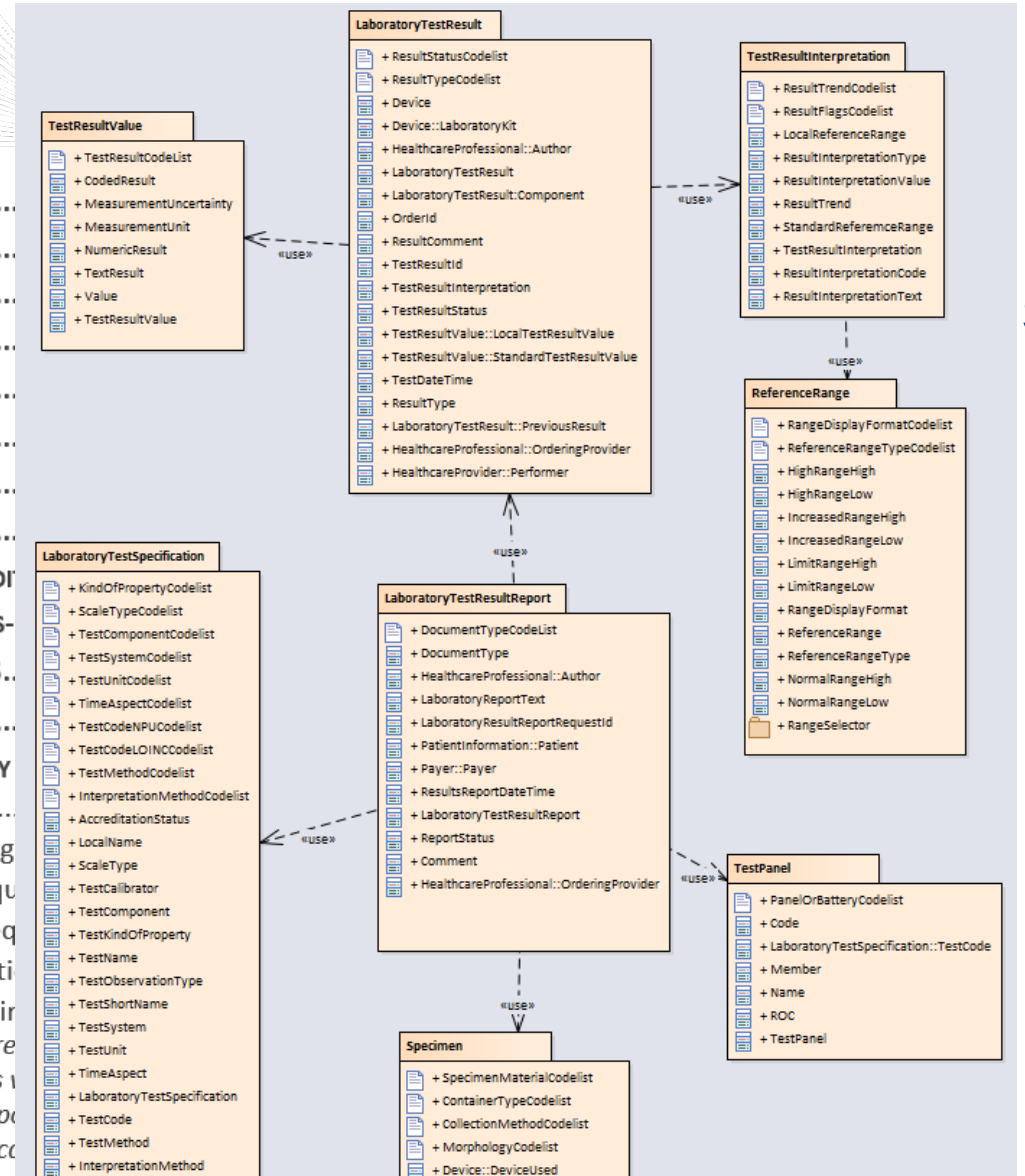 LaboratoryTestResult
+ ResultStatusCodelist
+ ResultTypeCodelist
+ Device
+ Device::LaboratoryKit
+ HealthcareProfessional::Author
+ LaboratoryTestResult
+ LaboratoryTestResult:Component
+ OrderId
+ ResultComment
+ TestResultId
+ TestResultInterpretation
+ TestResultStatus
+ TestResultValue::LocalTestResultValue
+ TestResultValue::StandardTestResultValue
+ TestDateTime
+ ResultType
+ LaboratoryTestResult::PreviousResult
+ HealthcareProfessional::OrderingProvider
+ HealthcareProvider::Performer
TestResultInterpretation
+ ResultTrendCodelist
+ ResultFlagsCodelist
+ LocalReferenceRange
+ ResultInterpretationType
+ ResultInterpretationValue
+ ResultTrend
+ StandardReferemceRange
+ TestResultInterpretation
+ ResultInterpretationCode
+ ResultInterpretationText
TestResultValue
+ TestResultCodeList
+ CodedResult
+ MeasurementUncertainty
+ MeasurementUnit
+ NumericResult
+ TextResult
+ Value
+ TestResultValue
«use»
«use»
«use»
ReferenceRange
+ RangeDisplayFormatCodelist
+ ReferenceRangeTypeCodelist
+ HighRangeHigh
+ HighRangeLow
+ IncreasedRangeHigh
+ IncreasedRangeLow
+ LimitRangeHigh
+ LimitRangeLow
+ RangeDisplayFormat
+ ReferenceRange
+ ReferenceRangeType
+ NormalRangeHigh
+ NormalRangeLow
+ RangeSelector
«use»
LaboratoryTestSpecification
+ KindOfPropertyCodelist
+ ScaleTypeCodelist
+ TestComponentCodelist
+ TestSystemCodelist
+ TestUnitCodelist
+ TimeAspectCodelist
+ TestCodeNPUCodelist
+ TestCodeLOINCCodelist
+ TestMethodCodelist
+ InterpretationMethodCodelist
+ AccreditationStatus
+ LocalName
+ ScaleType
+ TestCalibrator
+ TestComponent
+ TestKindOfProperty
+ TestName
+ TestObservationType
+ TestShortName
+ TestSystem
+ TestUnit
+ TimeAspect
+ LaboratoryTestSpecification
+ TestCode
+ TestMethod
+ InterpretationMethod
LaboratoryTestResultReport
+ DocumentTypeCodeList
+ DocumentType
+ HealthcareProfessional::Author
+ LaboratoryReportText
+ LaboratoryResultReportRequestId
+ PatientInformation::Patient
+ Payer::Payer
+ ResultsReportDateTime
+ LaboratoryTestResultReport
+ ReportStatus
+ Comment
+ HealthcareProfessional::OrderingProvider
«use»
«use»
TestPanel
+ PanelOrBatteryCodelist
+ Code
+ LaboratoryTestSpecification::TestCode
+ Member
+ Name
+ ROC
+ TestPanel
«use»
Specimen
+ SpecimenMaterialCodelist
+ ContainerTypeCodelist
+ CollectionMethodCodelist
+ MorphologyCodelist
+ Device::DeviceUsed